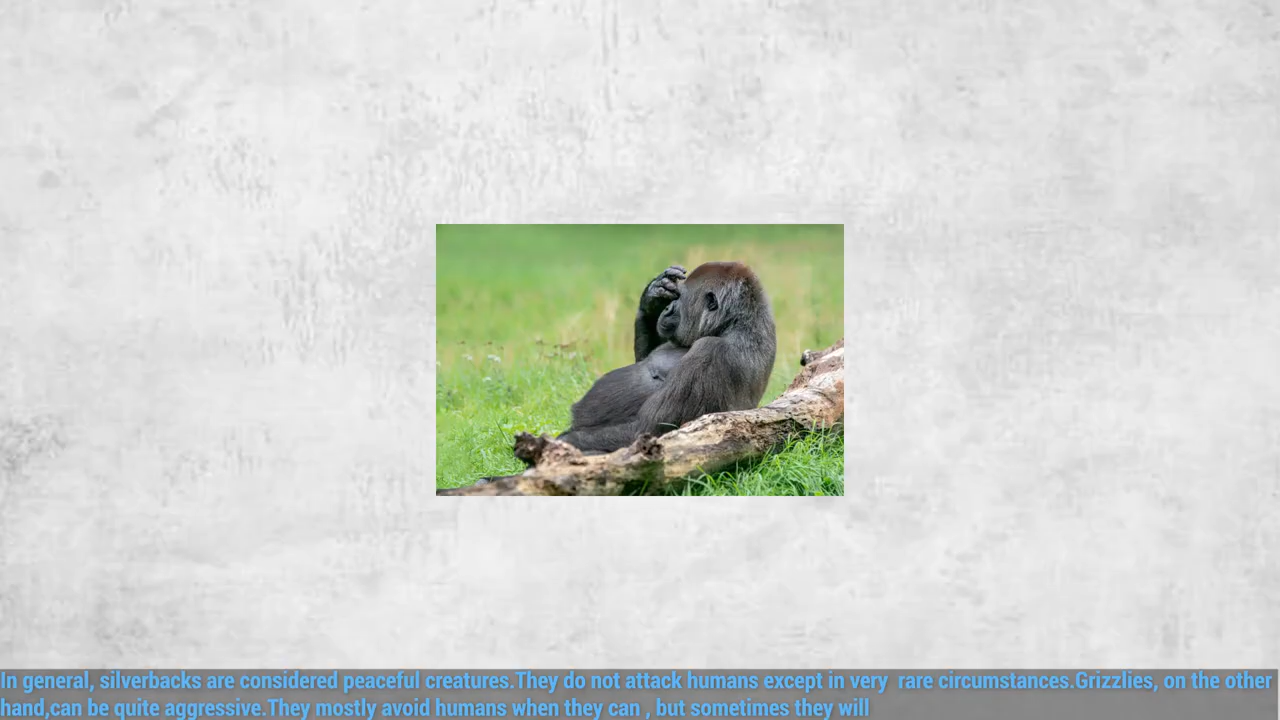 In general, silverbacks are considered peaceful creatures.They do not attack humans except in very  rare circumstances.Grizzlies, on the other
hand,can be quite aggressive.They mostly avoid humans when they can , but sometimes they will